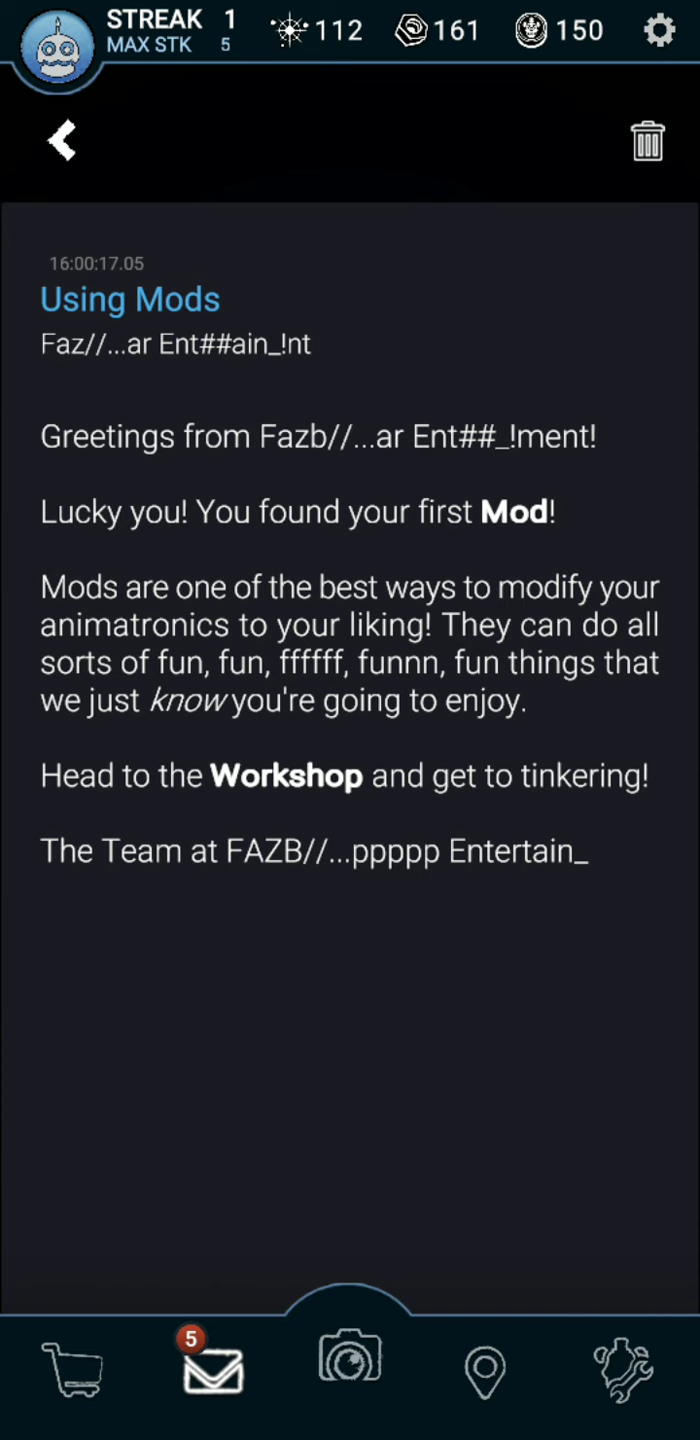 STREAK 1 112 161 150
MAX STK 5
16:00:17.05
Using Mods
Faz//...ar Ent##ain_!nt
Greetings from Fazb//...ar Ent##_!ment!
Lucky you! You found your first Mod!
Mods are one of the best ways to modify your
animatronics to your liking! They can do all
sorts of fun, fun, ffffff, funnn, fun things that
we just know you're going to enjoy.
Head to the Workshop and get to tinkering!
The Team at FAZB//...ppppp Entertain_
5